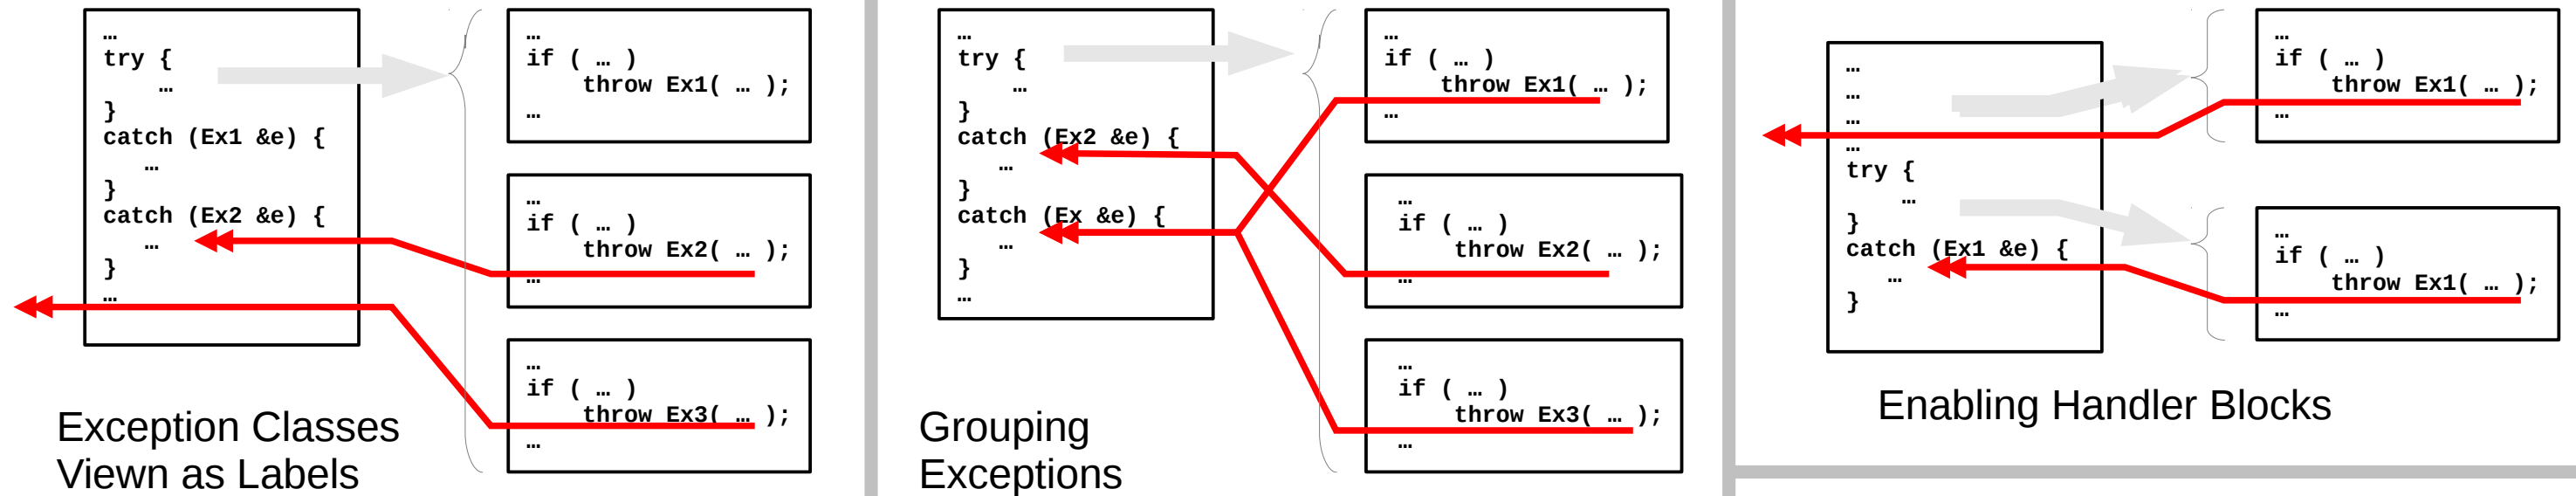 …
try {
…
}
catch (Ex1 &e) {
…
}
catch (Ex2 &e) {
…
}
…
…
if ( … )
throw Ex1( … );
…
…
if ( … )
throw Ex2( … );
…
…
if ( … )
throw Ex3( … );
…
Exception Classes
Viewn as Labels
…
try {
…
}
catch (Ex2 &e) {
…
}
catch (Ex &e) {
…
}
…
…
if ( … )
throw Ex1( … );
…
…
if ( … )
throw Ex2( … );
…
…
if ( … )
throw Ex3( … );
…
Grouping
Exceptions
…
…
…
…
try {
…
}
catch (Ex1 &e) {
…
}
…
if ( … )
throw Ex1( … );
…
…
if ( … )
throw Ex1( … );
…
Enabling Handler Blocks